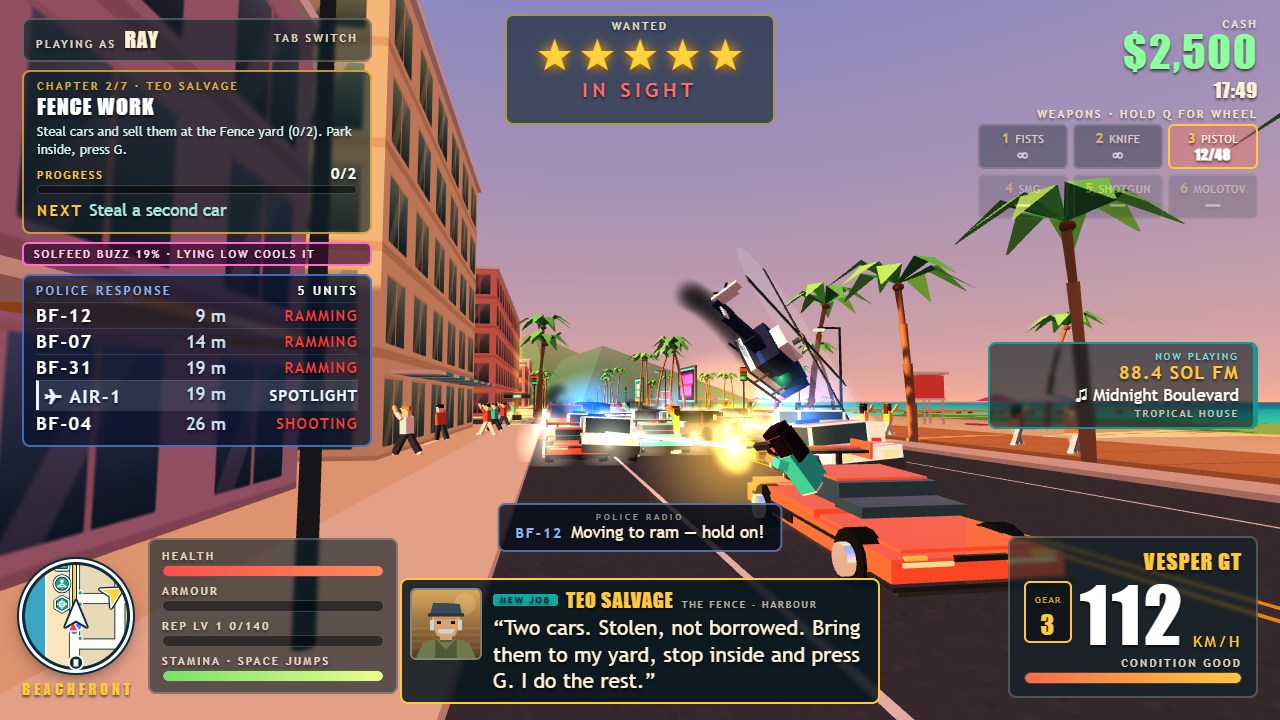 PLAYING AS RAY
TAB SWITCH
CHAPTER 2/7 · TEO SALVAGE
FENCE WORK
Steal cars and sell them at the Fence yard (0/2). Park
inside, press G.
PROGRESS 0/2
NEXT Steal a second car
SOLFEED BUZZ 19% · LYING LOW COOLS IT
POLICE RESPONSE 5 UNITS
BF-12 9 m RAMMING
BF-07 14 m RAMMING
BF-31 19 m RAMMING
AIR-1 19 m SPOTLIGHT
BF-04 26 m SHOOTING
WANTED
IN SIGHT
CASH
$2,500
17:49
WEAPONS · HOLD Q FOR WHEEL
1 FISTS
∞
2 KNIFE
∞
3 PISTOL
12/48
4 SMG
—
5 SHOTGUN
—
6 MOLOTOV
—
NOW PLAYING
88.4 SOL FM
♫ Midnight Boulevard
TROPICAL HOUSE
POLICE RADIO
BF-12 Moving to ram — hold on!
NEW JOB TEO SALVAGE THE FENCE · HARBOUR
“Two cars. Stolen, not borrowed. Bring
them to my yard, stop inside and press
G. I do the rest.”
HEALTH
ARMOUR
REP LV 1 0/140
STAMINA · SPACE JUMPS
BEACHFRONT
VESPER GT
GEAR
3
112 KM/H
CONDITION GOOD